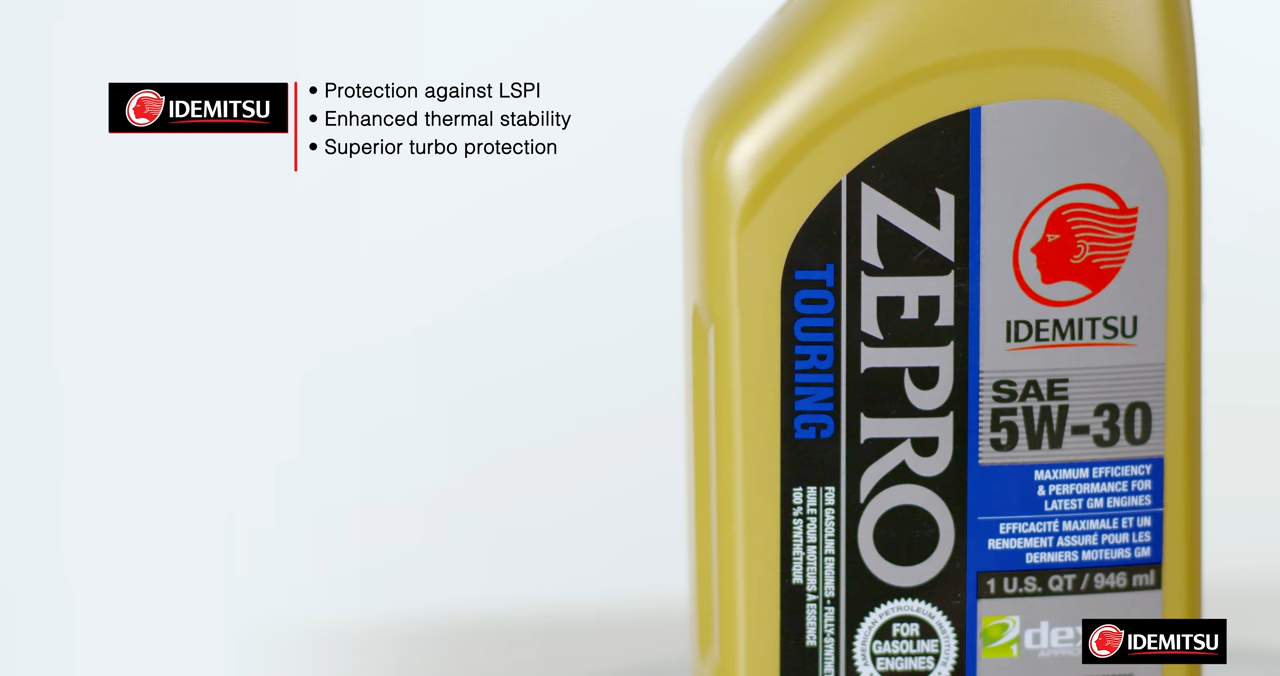 IDEMITSU
• Protection against LSPI
• Enhanced thermal stability
• Superior turbo protection
ZEPRO
TOURING
FOR GASOLINE ENGINES - FULLY-SYNTHE
HUILE POUR MOTEURS À ESSENCE
100 % SYNTHÉTIQUE
IDEMITSU
SAE
5W-30
MAXIMUM EFFICIENCY
& PERFORMANCE FOR
LATEST GM ENGINES
EFFICACITÉ MAXIMALE ET UN
RENDEMENT ASSURÉ POUR LES
DERNIERS MOTEURS GM
1 U.S. QT / 946 ml
AMERICAN PETROLEUM INSTITUTE
FOR
GASOLINE
ENGINES
1
IDEMITSU